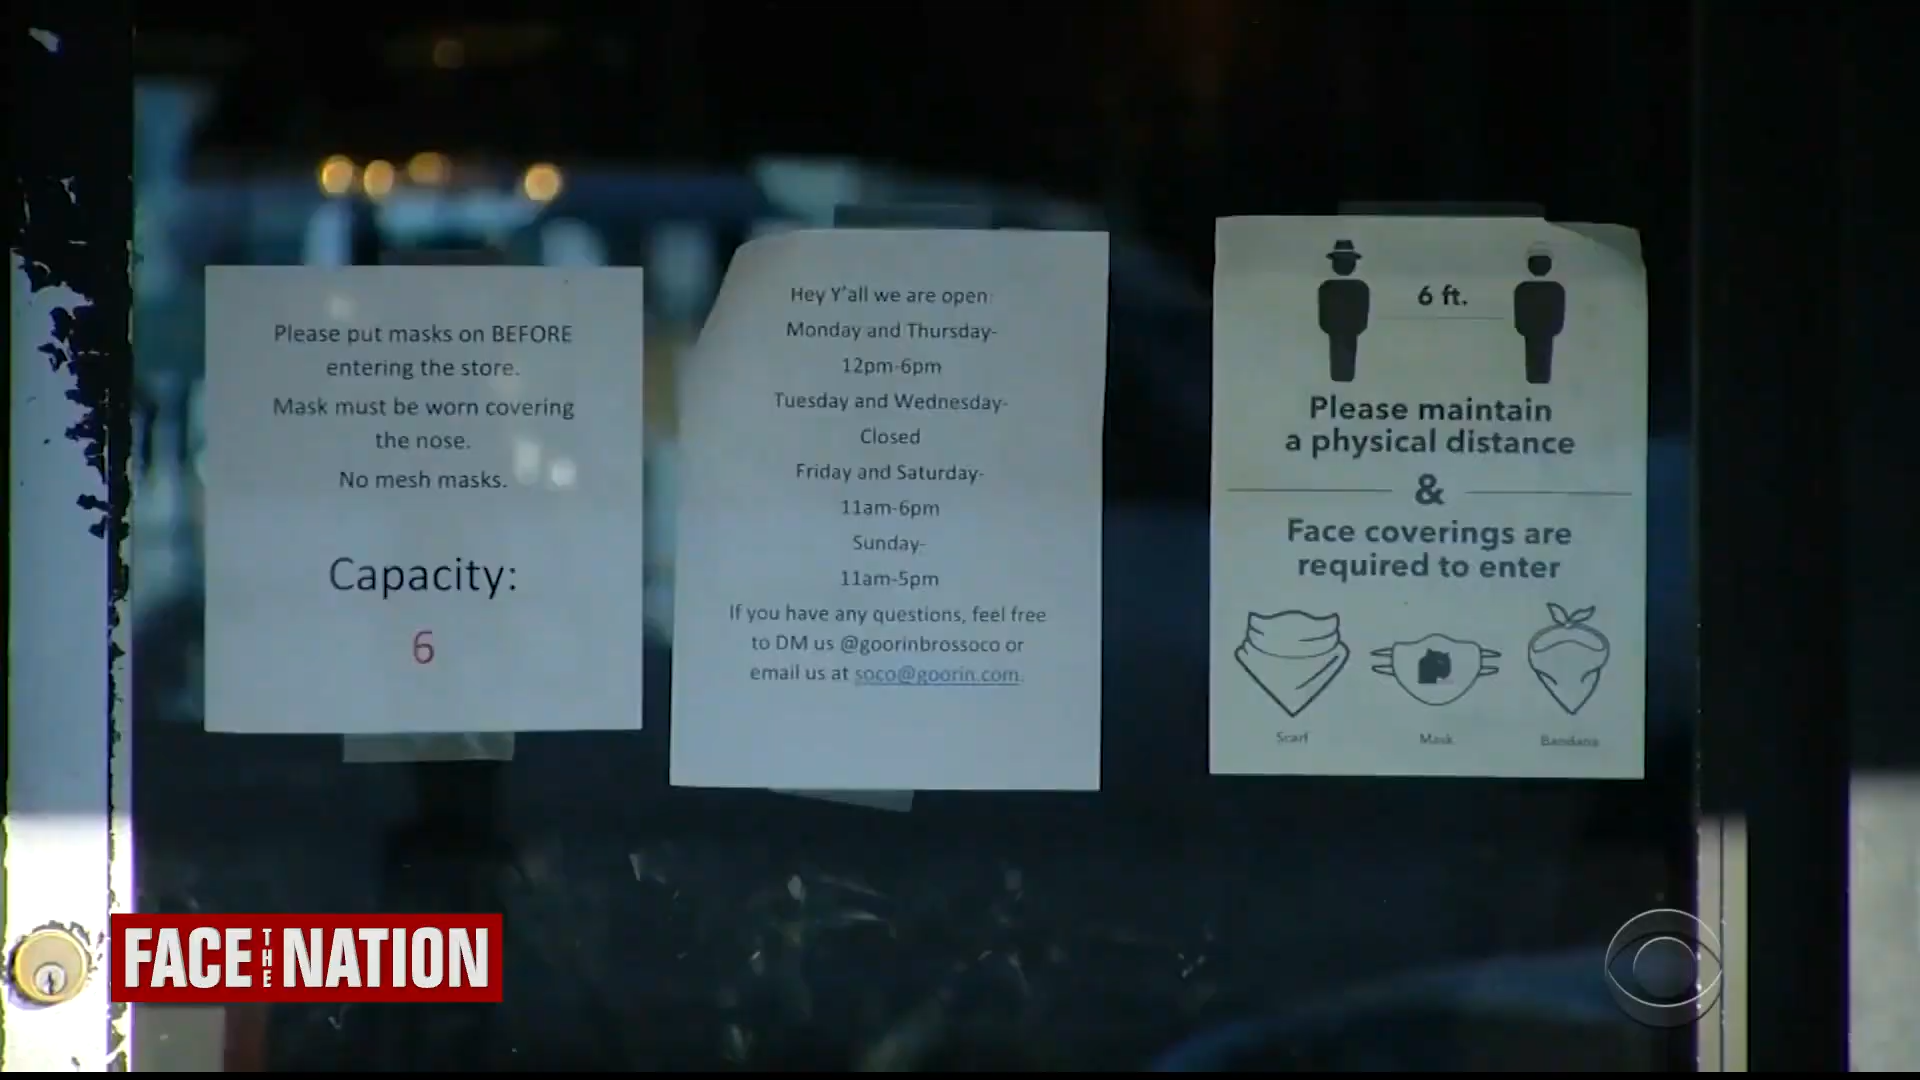 Please put masks on BEFORE
entering the store.
Mask must be worn covering
the nose.
No mesh masks.
Capacity:
6
Hey Y'all we are open:
Monday and Thursday-
12pm-6pm
Tuesday and Wednesday-
Closed
Friday and Saturday-
11am-6pm
Sunday-
11am-5pm
If you have any questions, feel free
to DM us @goorinbrossoco or
email us at soco@goorin.com.
6 ft.
Please maintain
a physical distance
&
Face coverings are
required to enter
Scarf Mask Bandana
FACE THE NATION